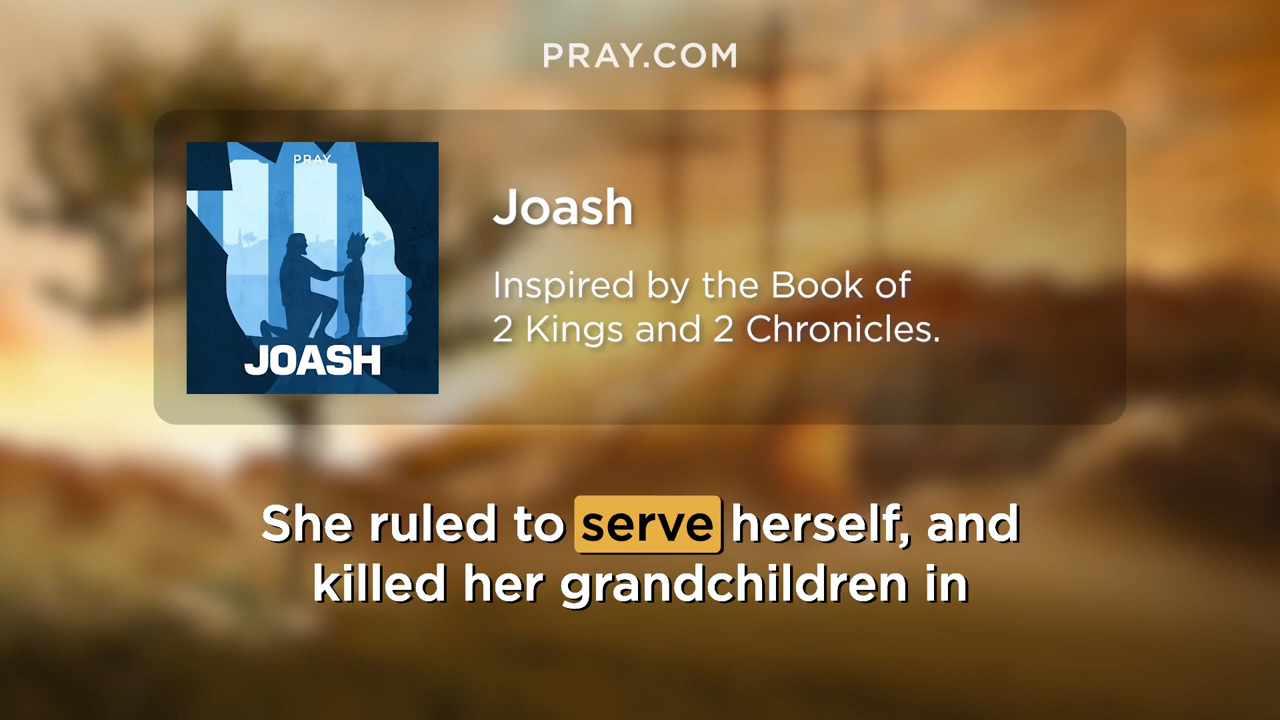 PRAY.COM
PRAY
JOASH
Joash
Inspired by the Book of
2 Kings and 2 Chronicles.
She ruled to serve herself, and
killed her grandchildren in